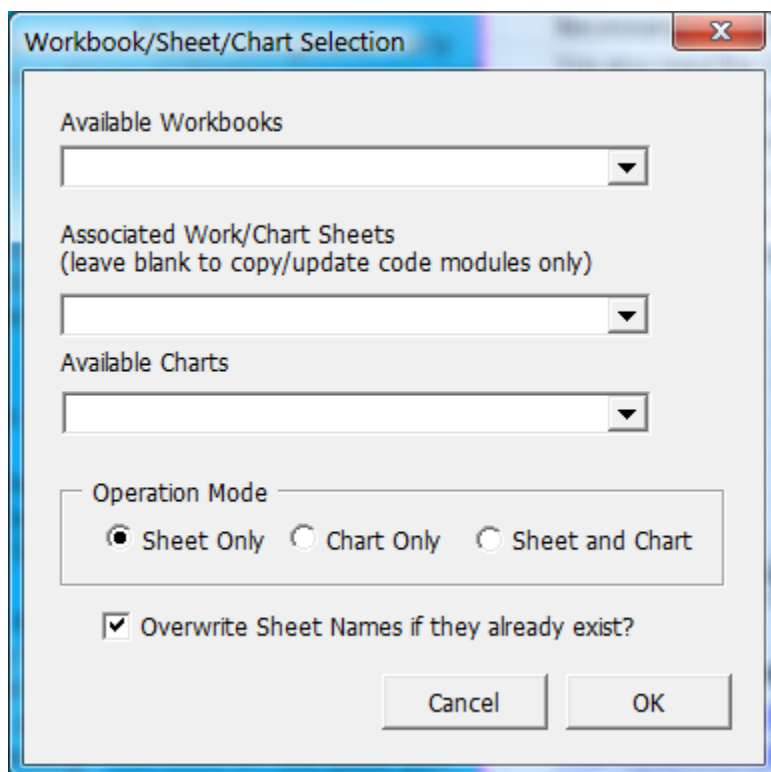 Workbook/Sheet/Chart Selection
Available Workbooks
Associated Work/Chart Sheets
(leave blank to copy/update code modules only)
Available Charts
Operation Mode
Sheet Only Chart Only Sheet and Chart
Overwrite Sheet Names if they already exist?
Cancel OK